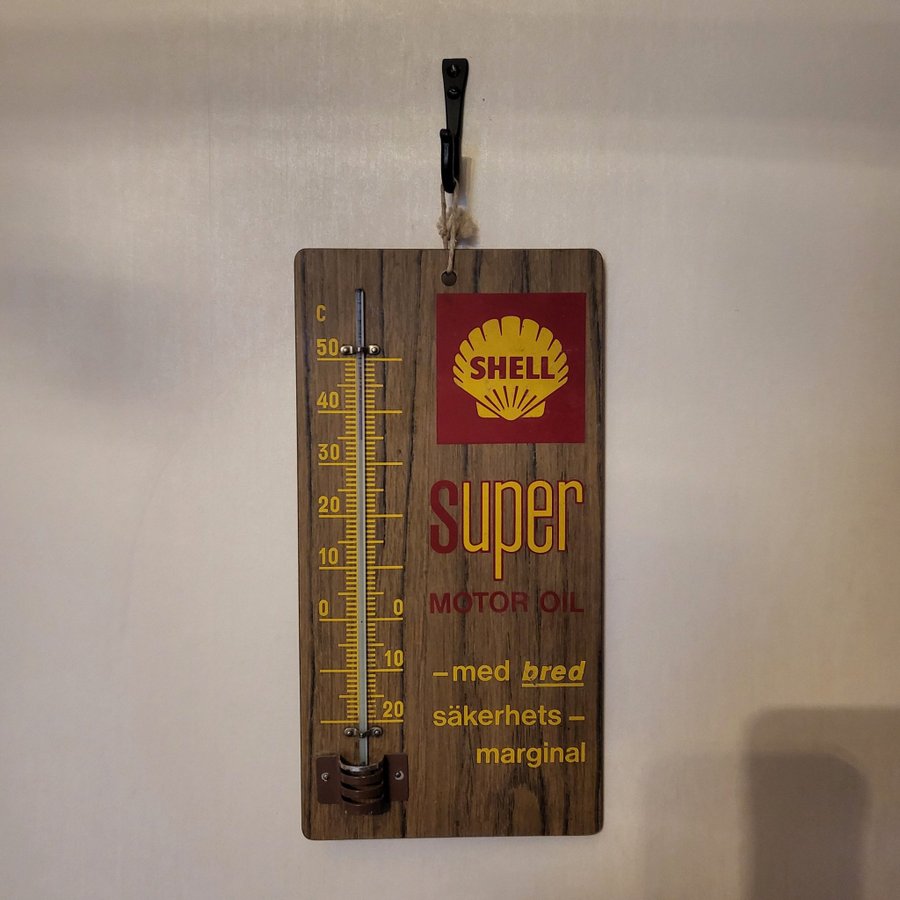 C
50
40
30
20
10
0 0
10
20
SHELL
super
MOTOR OIL
–med bred
säkerhets–
marginal